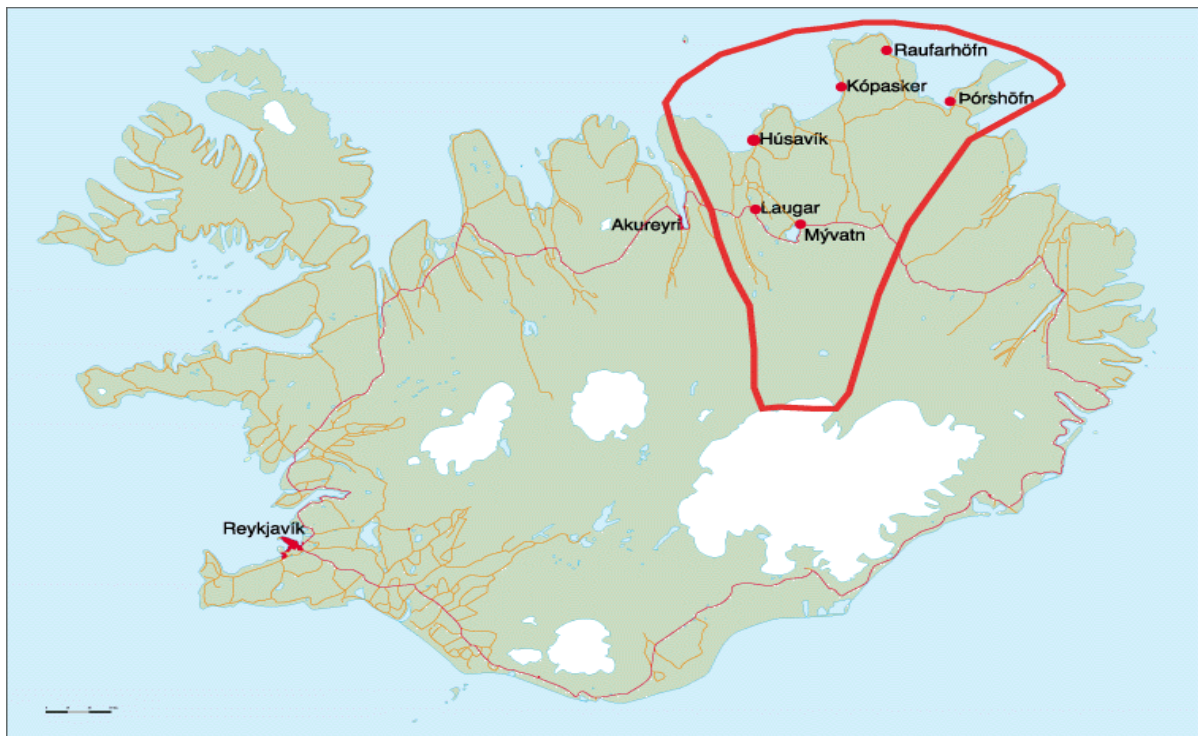 Raufarhöfn
Kópasker
Þórshöfn
Húsavík
Laugar
Akureyri
Mývatn
Reykjavík